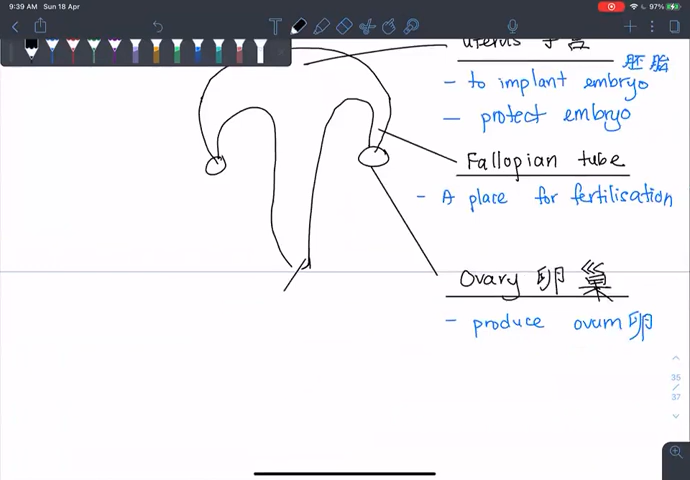 9:39 AM Sun 18 Apr
97%
uterus 子宮
胚胎
- to implant embryo
- protect embryo
Fallopian tube
- A place for fertilisation
Ovary 卵巢
- produce ovum 卵
35
/
37